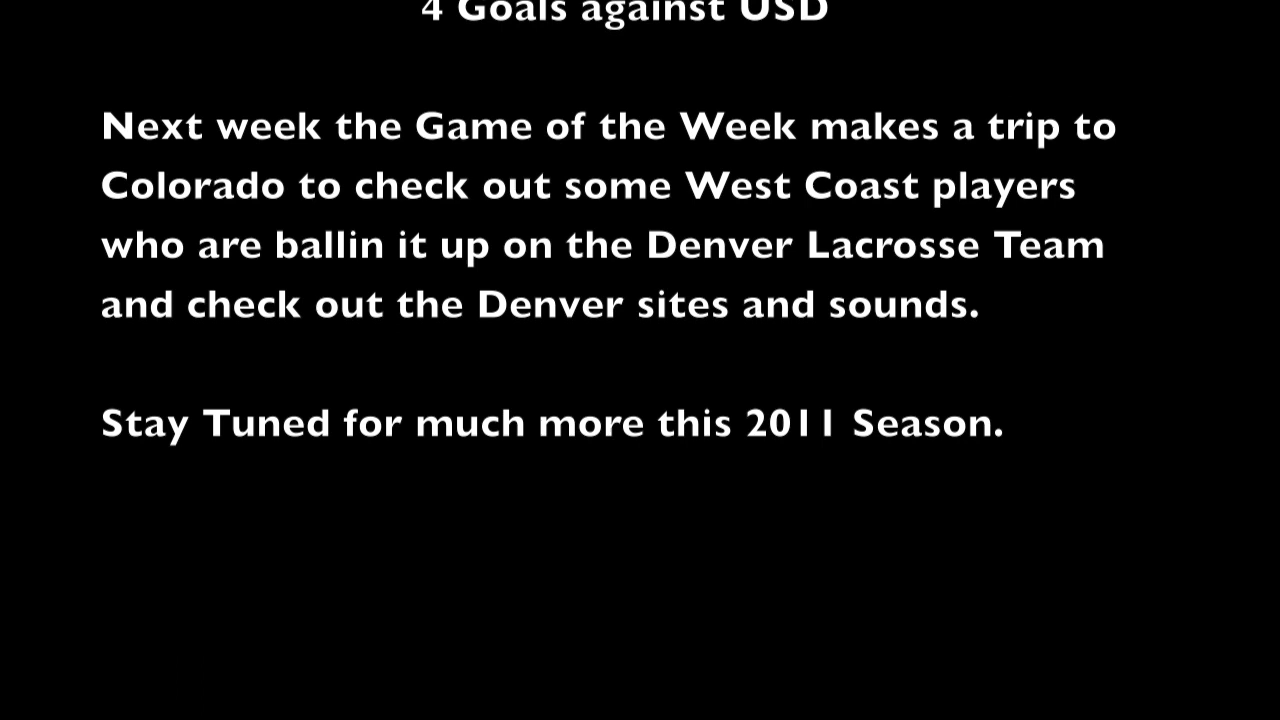 4 Goals against USD
Next week the Game of the Week makes a trip to
Colorado to check out some West Coast players
who are ballin it up on the Denver Lacrosse Team
and check out the Denver sites and sounds.
Stay Tuned for much more this 2011 Season.